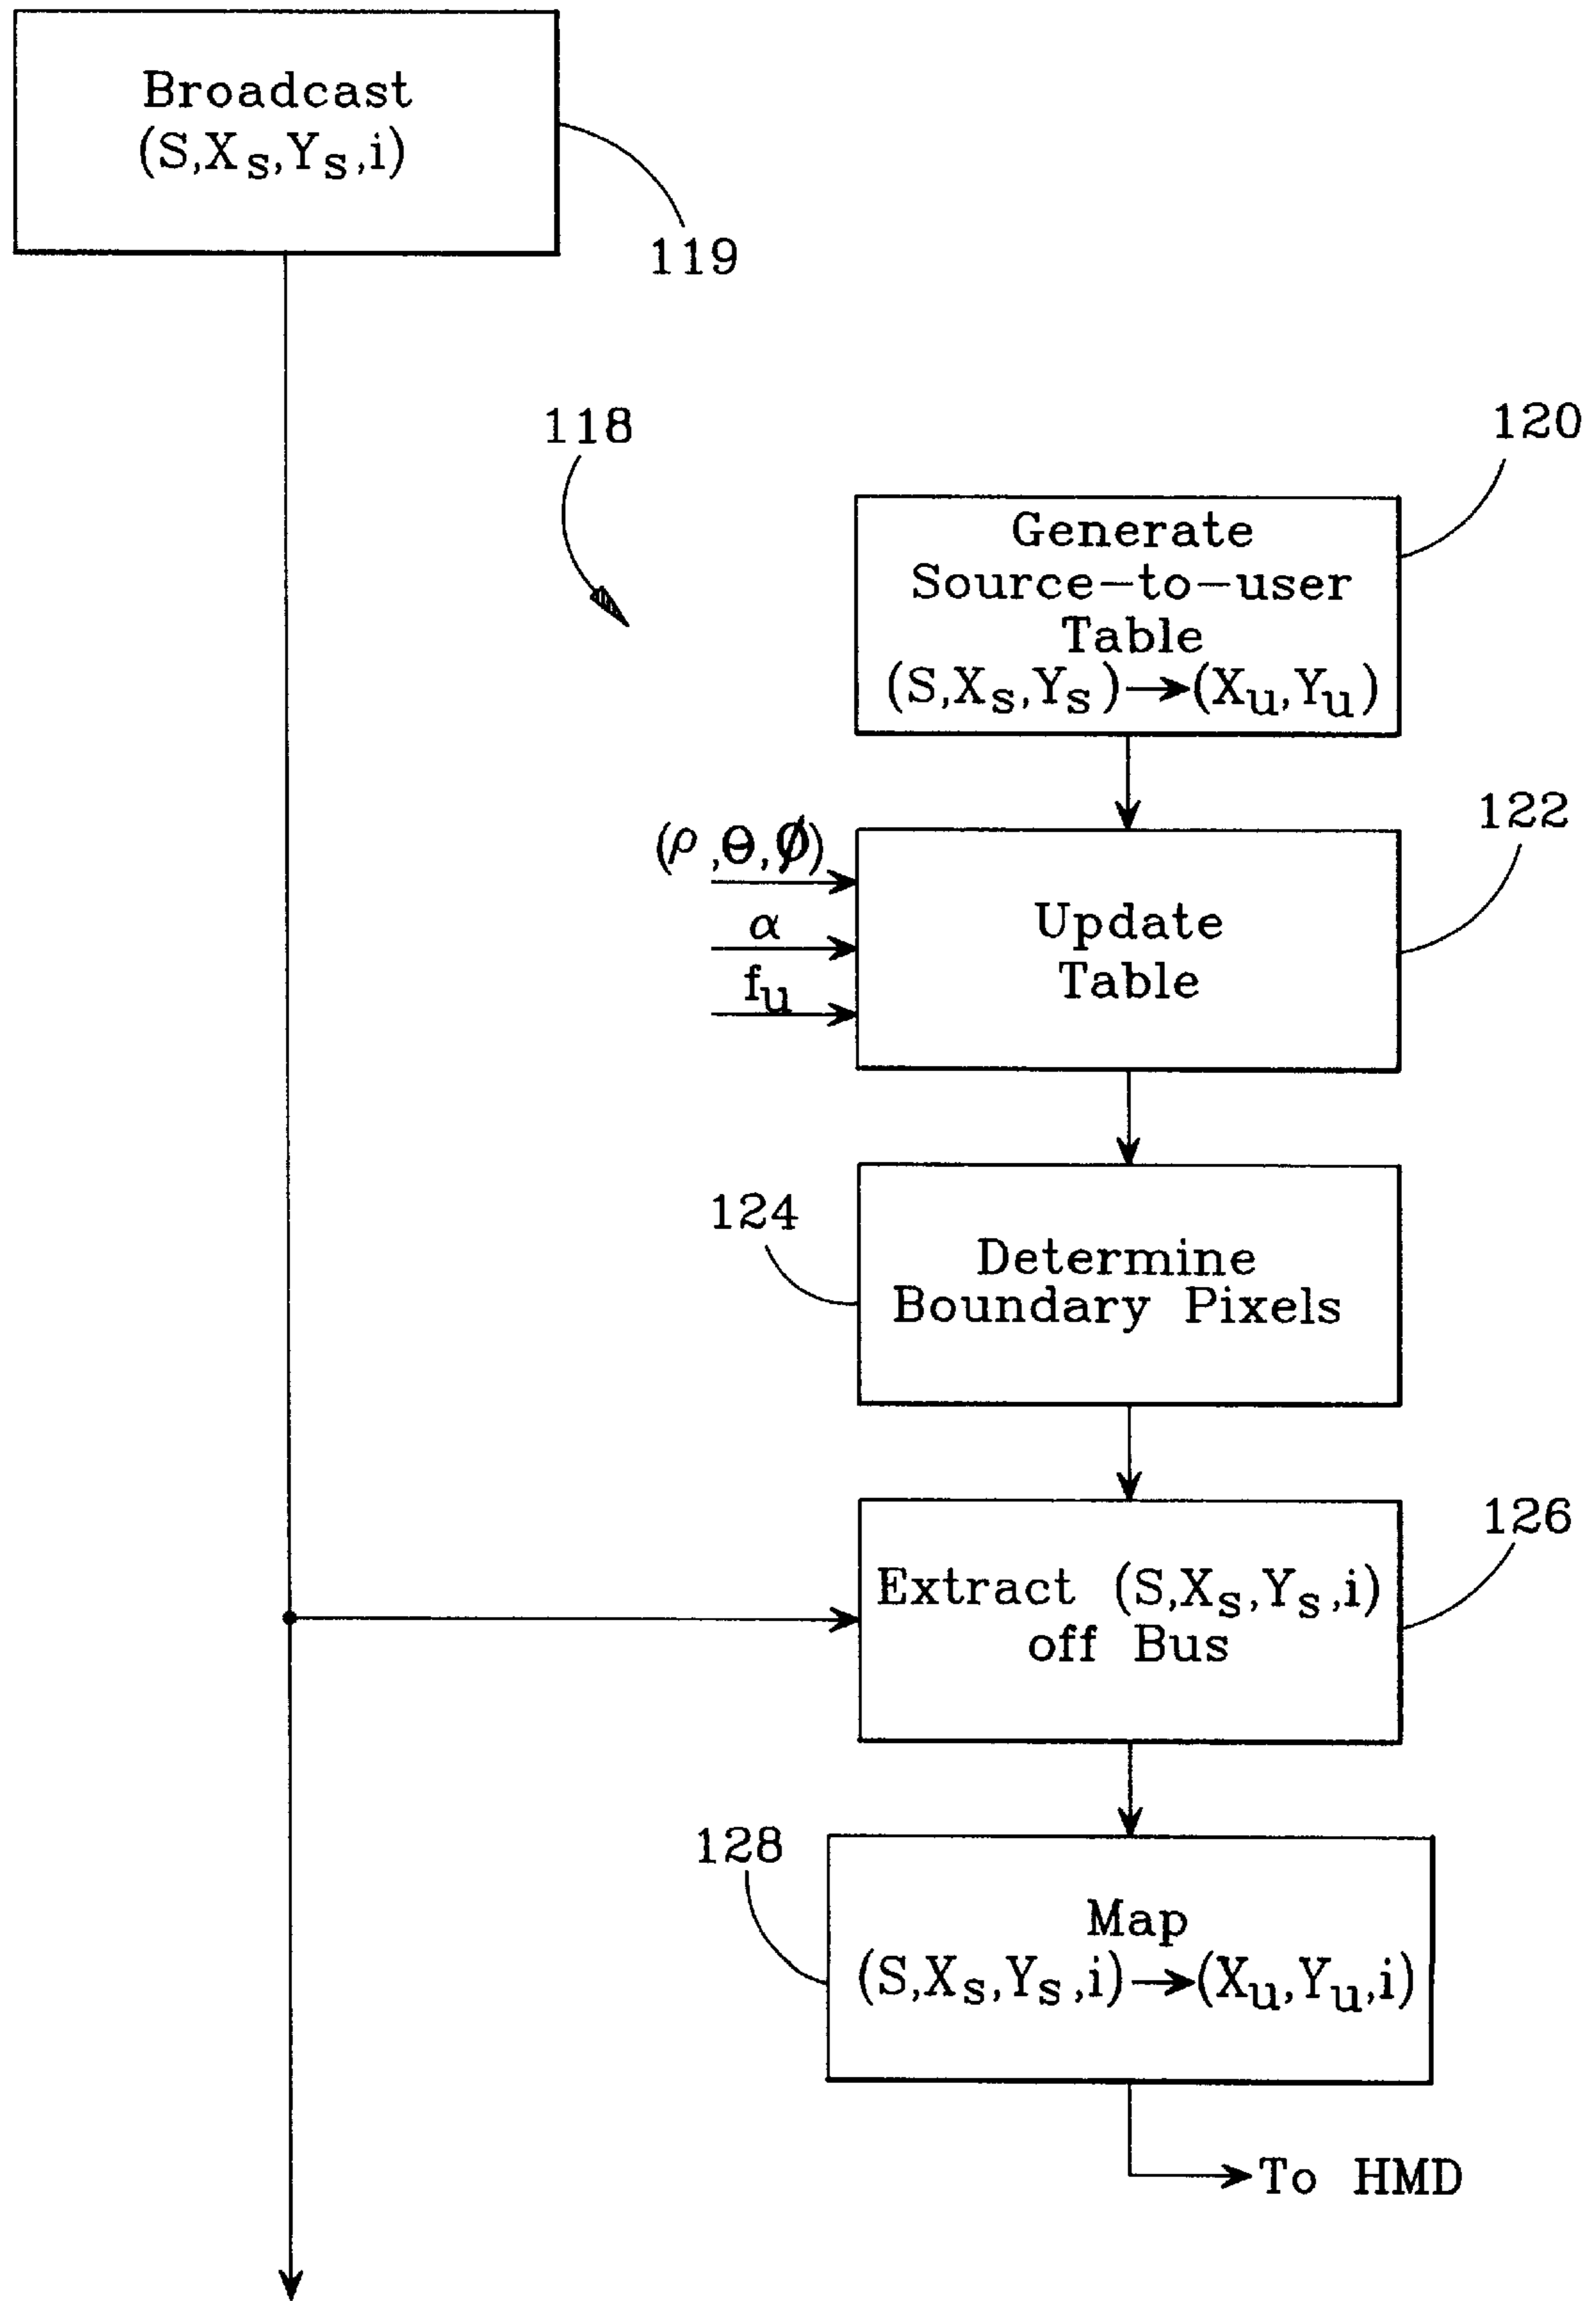 Broadcast
(S,Xs,Ys,i)
119
118
120
Generate
Source-to-user
Table
(S,Xs,Ys)→(Xu,Yu)
122
(ρ,θ,ø)
α
fu
Update
Table
124
Determine
Boundary Pixels
126
Extract (S,Xs,Ys,i)
off Bus
128
Map
(S,Xs,Ys,i)→(Xu,Yu,i)
To HMD